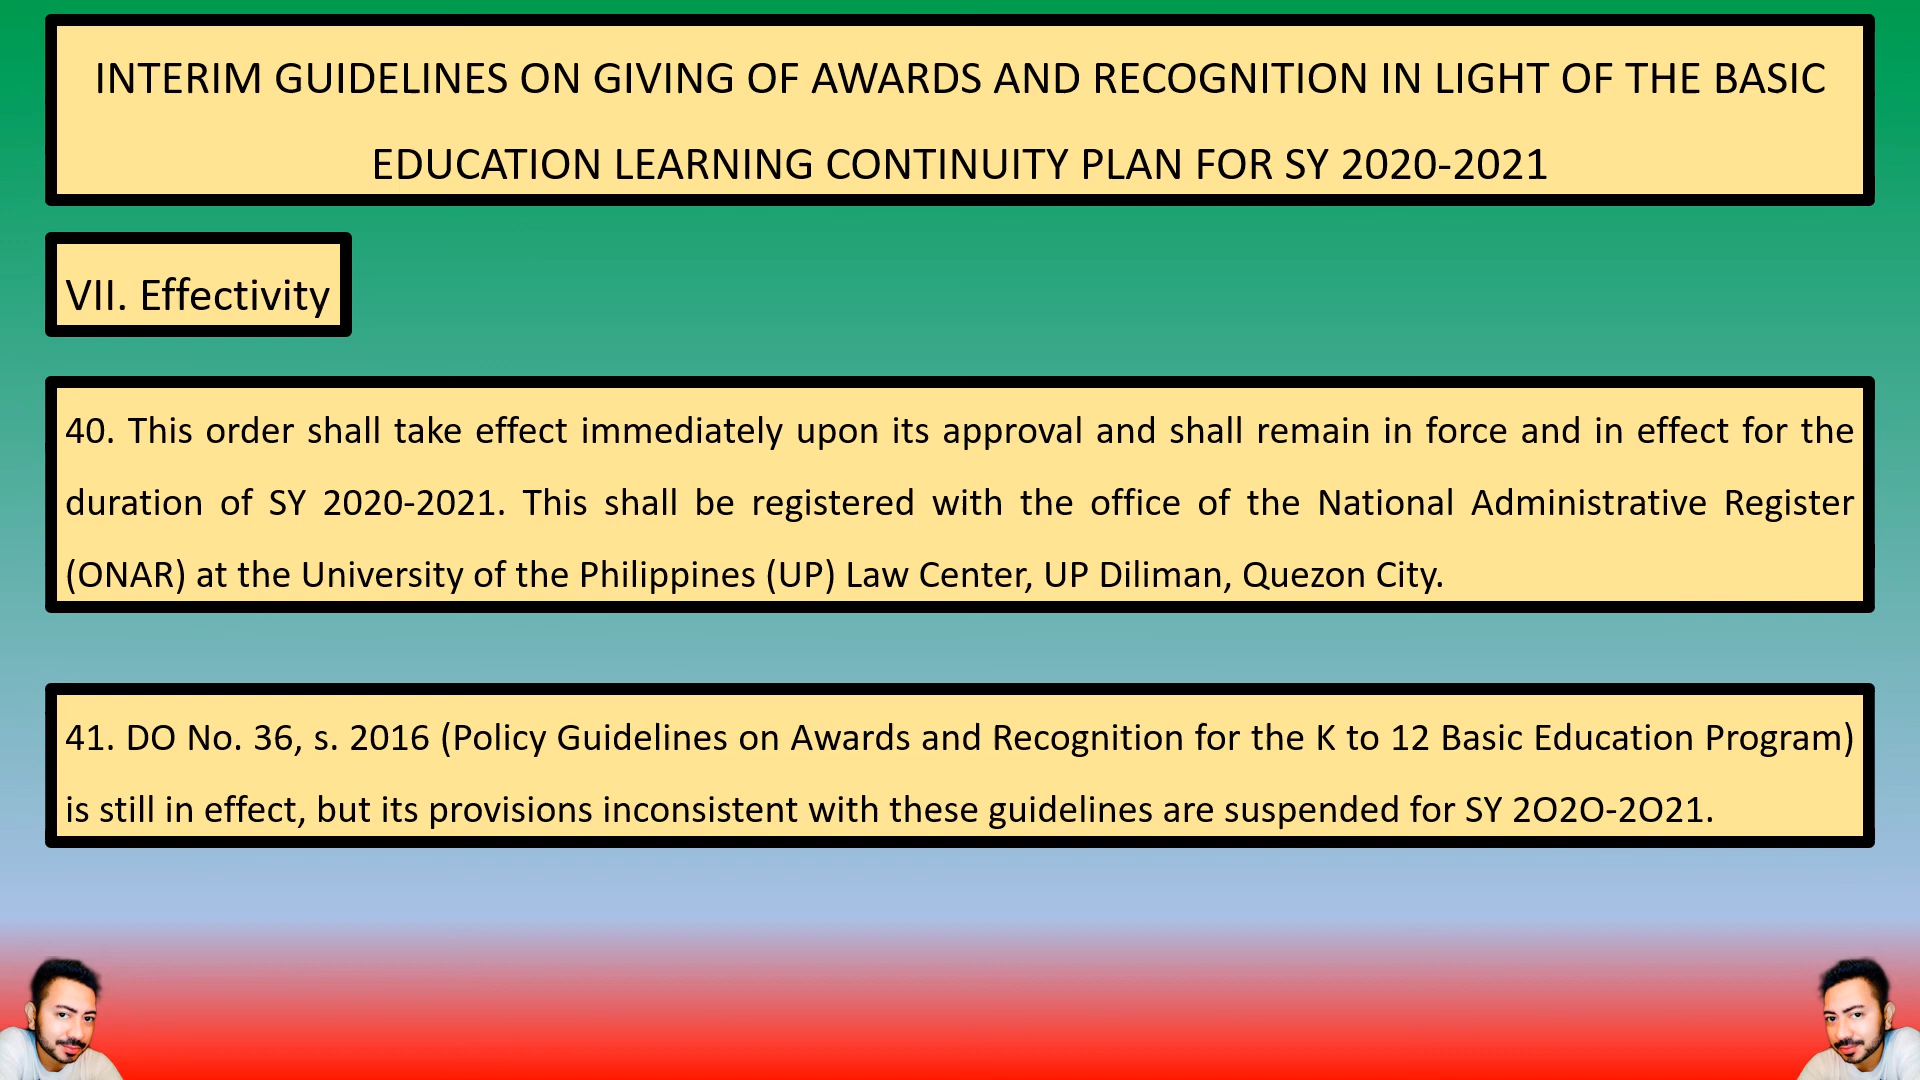 INTERIM GUIDELINES ON GIVING OF AWARDS AND RECOGNITION IN LIGHT OF THE BASIC
EDUCATION LEARNING CONTINUITY PLAN FOR SY 2020-2021
VII. Effectivity
40. This order shall take effect immediately upon its approval and shall remain in force and in effect for the
duration of SY 2020-2021. This shall be registered with the office of the National Administrative Register
(ONAR) at the University of the Philippines (UP) Law Center, UP Diliman, Quezon City.
41. DO No. 36, s. 2016 (Policy Guidelines on Awards and Recognition for the K to 12 Basic Education Program)
is still in effect, but its provisions inconsistent with these guidelines are suspended for SY 2O2O-2O21.